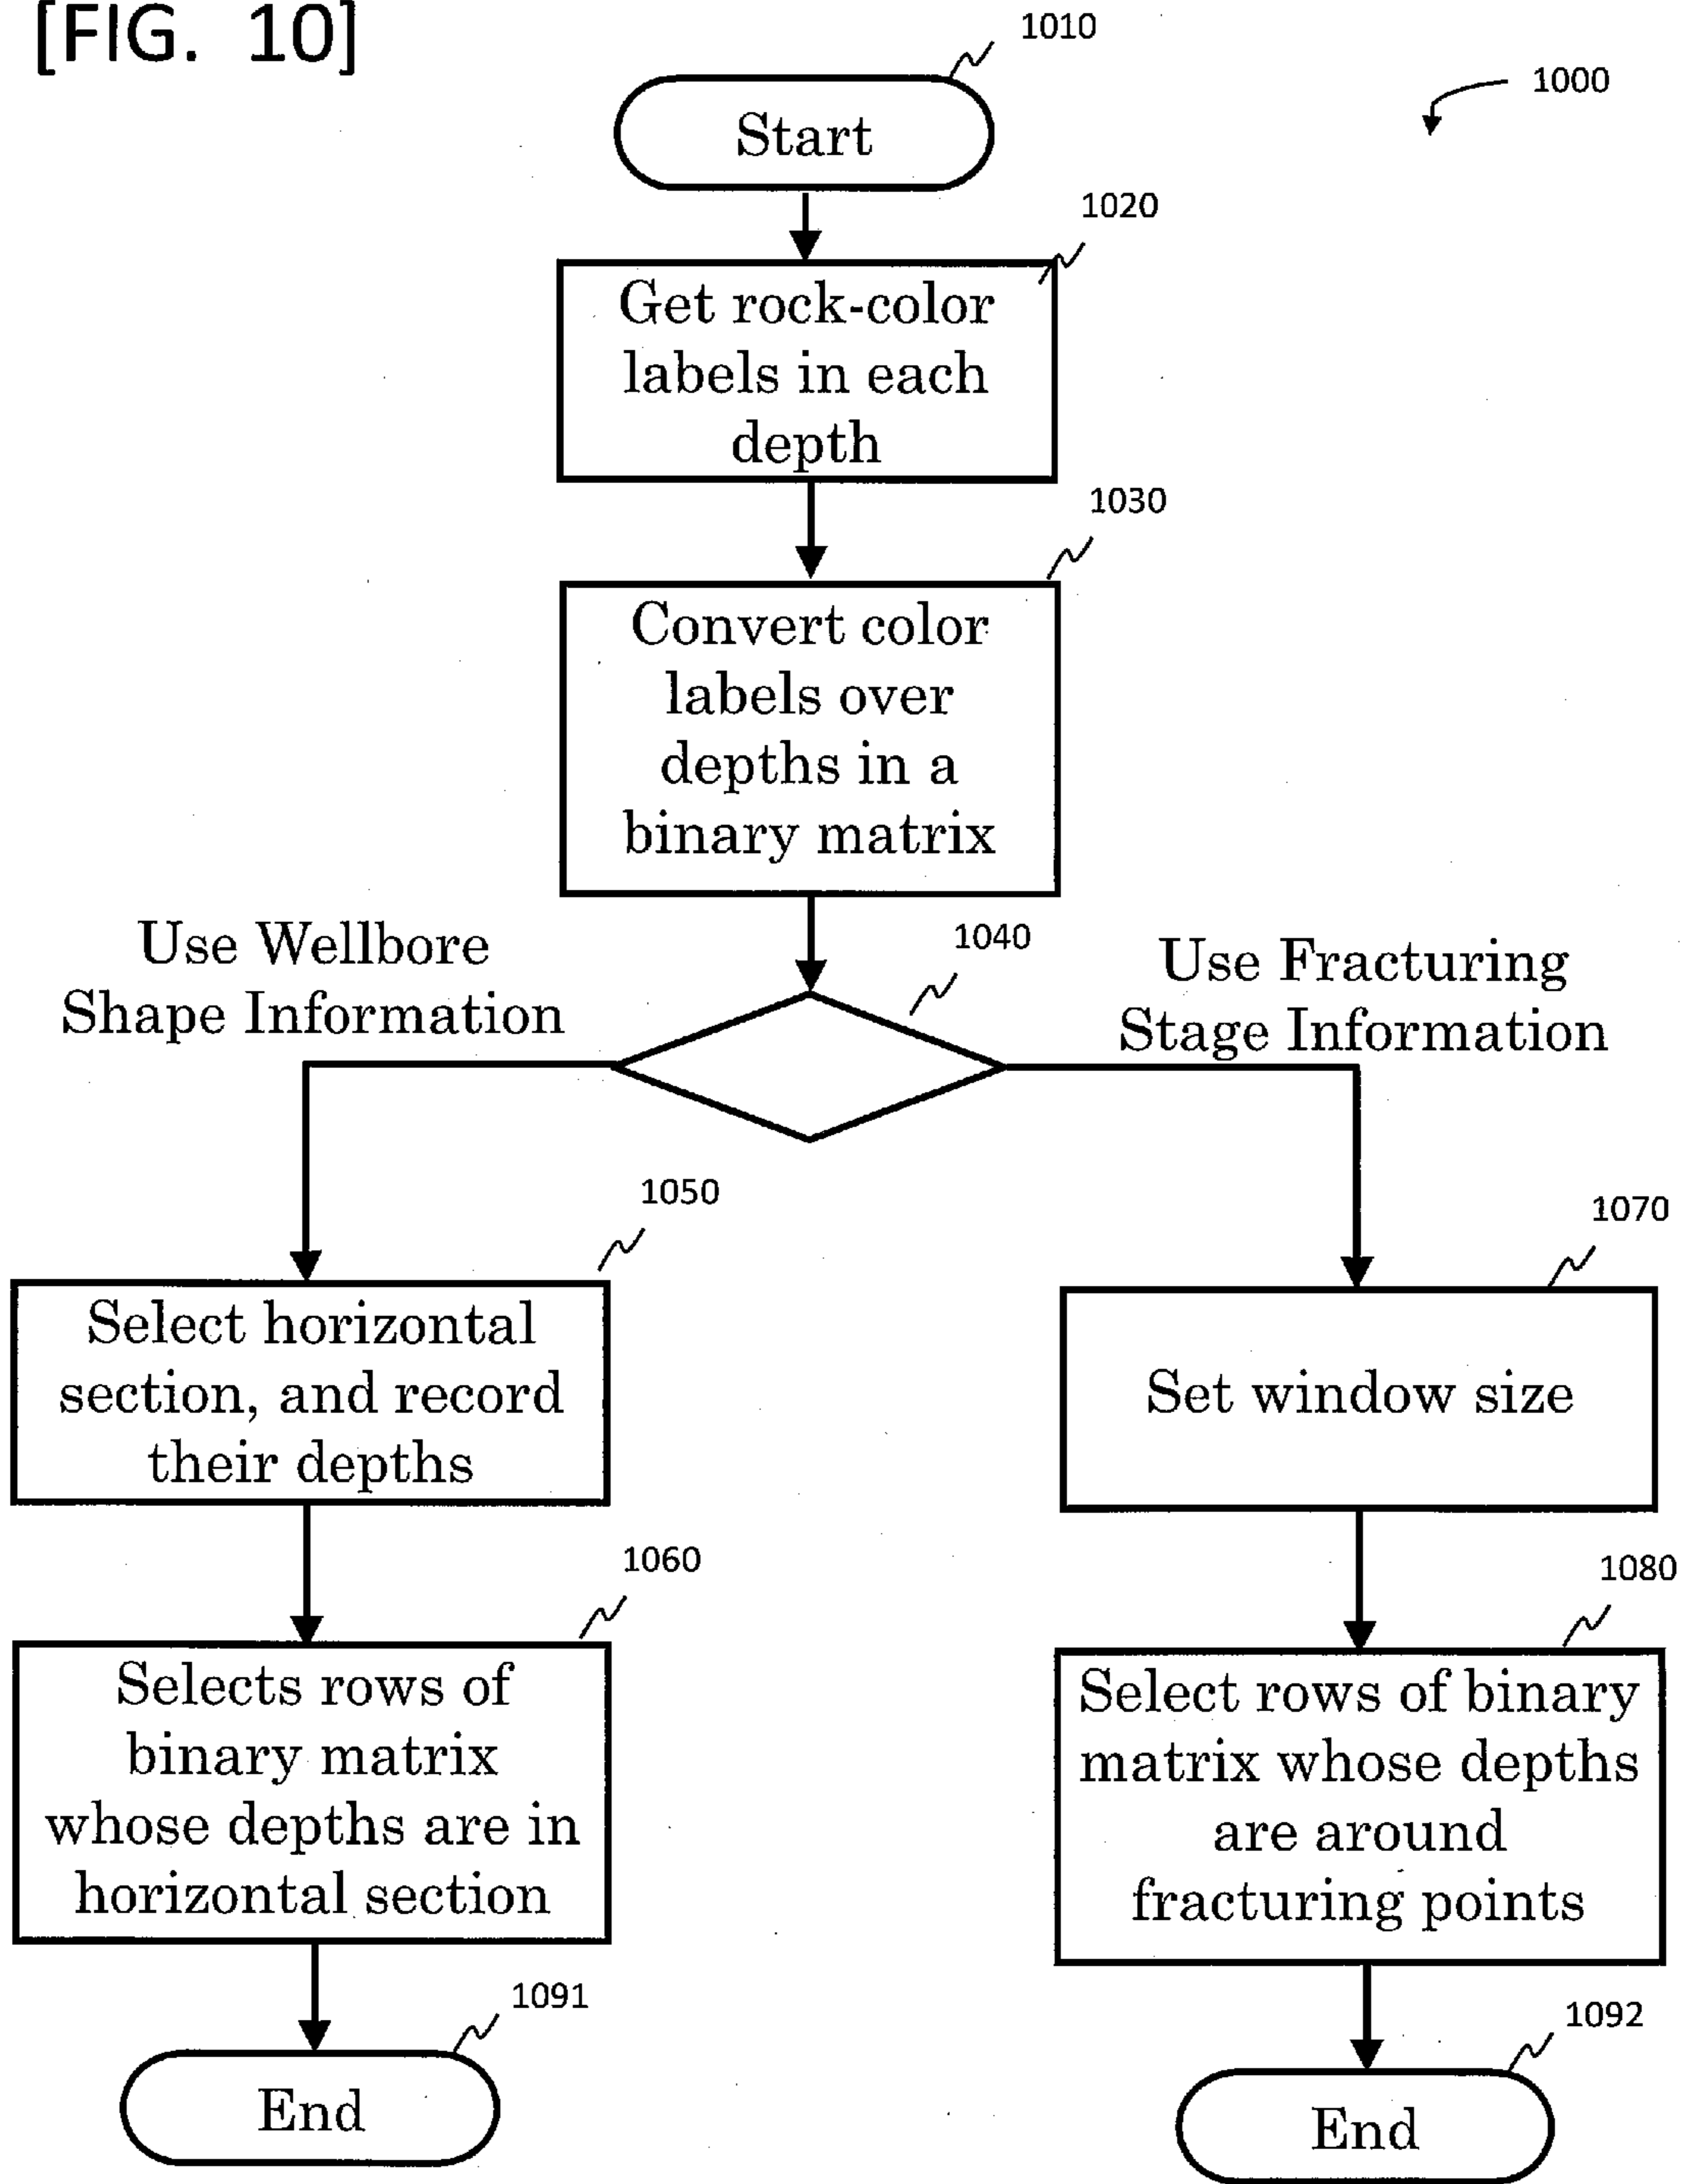 [FIG. 10]
1010
1000
Start
1020
Get rock-color
labels in each
depth
1030
Convert color
labels over
depths in a
binary matrix
1040
Use Wellbore
Shape Information
Use Fracturing
Stage Information
1050
Select horizontal
section, and record
their depths
1070
Set window size
1060
Selects rows of
binary matrix
whose depths are in
horizontal section
1080
Select rows of binary
matrix whose depths
are around
fracturing points
1091
End
1092
End